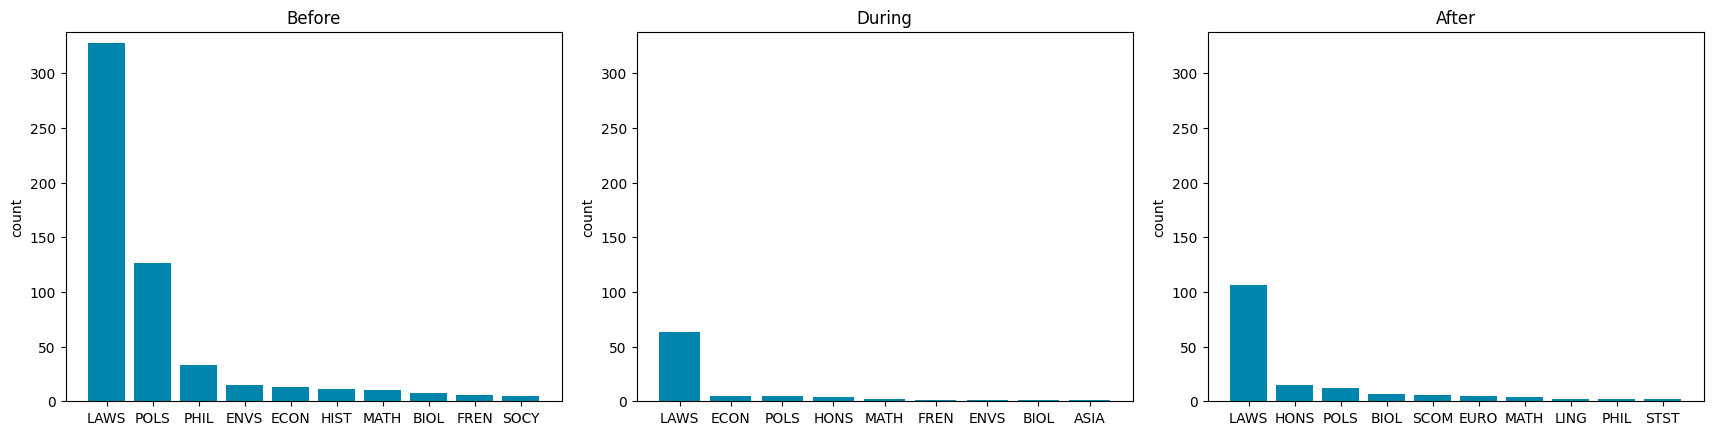 Before
count
300
250
200
150
100
50
0
LAWS POLS PHIL ENVS ECON HIST MATH BIOL FREN SOCY
During
count
300
250
200
150
100
50
0
LAWS ECON POLS HONS MATH FREN ENVS BIOL ASIA
After
count
300
250
200
150
100
50
0
LAWS HONS POLS BIOL SCOM EURO MATH LING PHIL STST